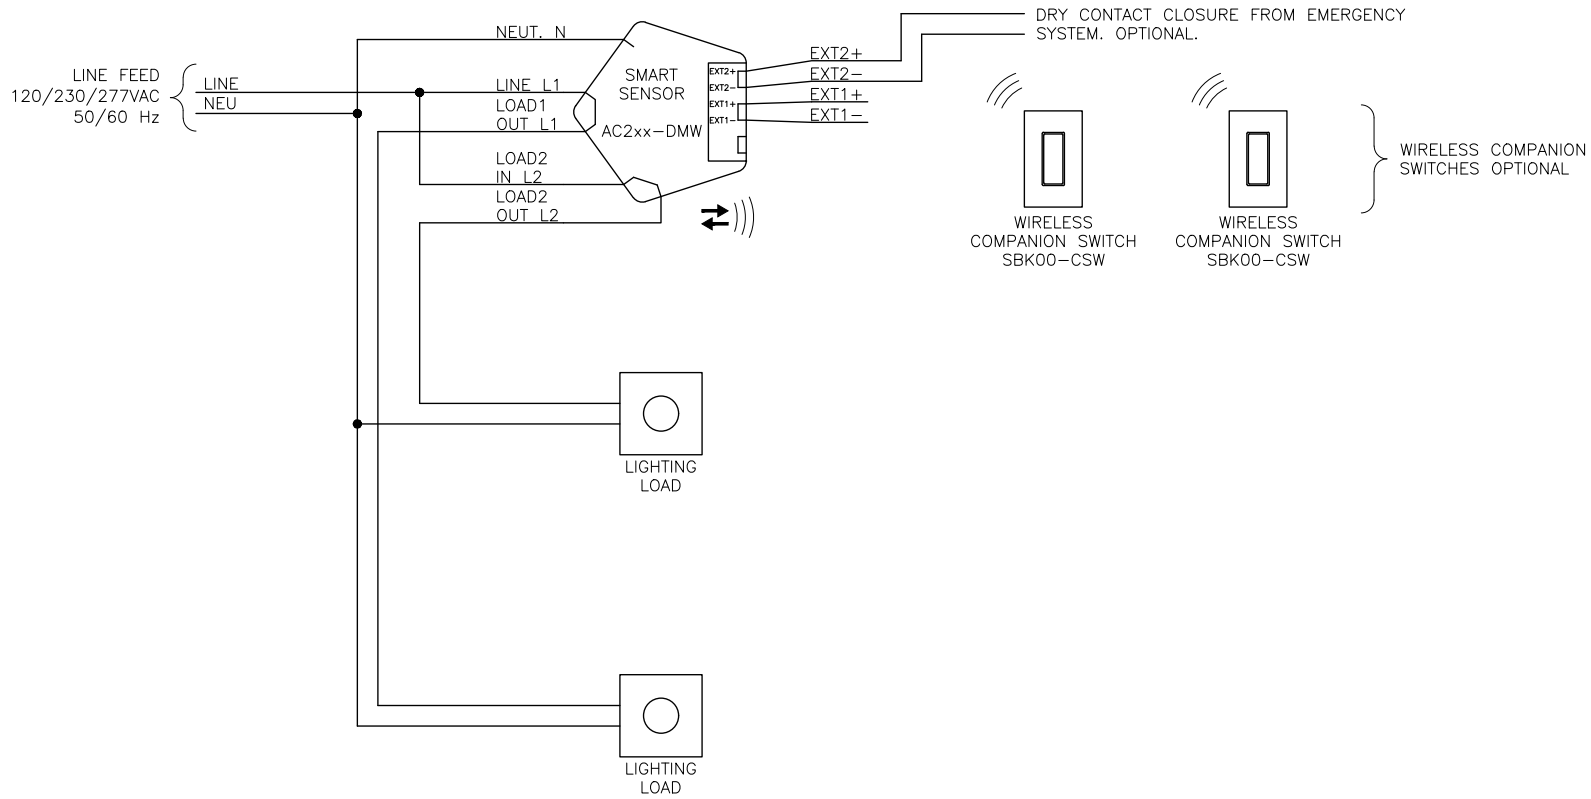 LINE FEED
120/230/277VAC
50/60 Hz
LINE
NEU
NEUT. N
LINE L1
LOAD1
OUT L1
LOAD2
IN L2
LOAD2
OUT L2
SMART
SENSOR
AC2xx-DMW
EXT2+
EXT2-
EXT1+
EXT1-
EXT2+
EXT2-
EXT1+
EXT1-
DRY CONTACT CLOSURE FROM EMERGENCY
SYSTEM. OPTIONAL.
WIRELESS
COMPANION SWITCH
SBK00-CSW
WIRELESS
COMPANION SWITCH
SBK00-CSW
WIRELESS COMPANION
SWITCHES OPTIONAL
LIGHTING
LOAD
LIGHTING
LOAD